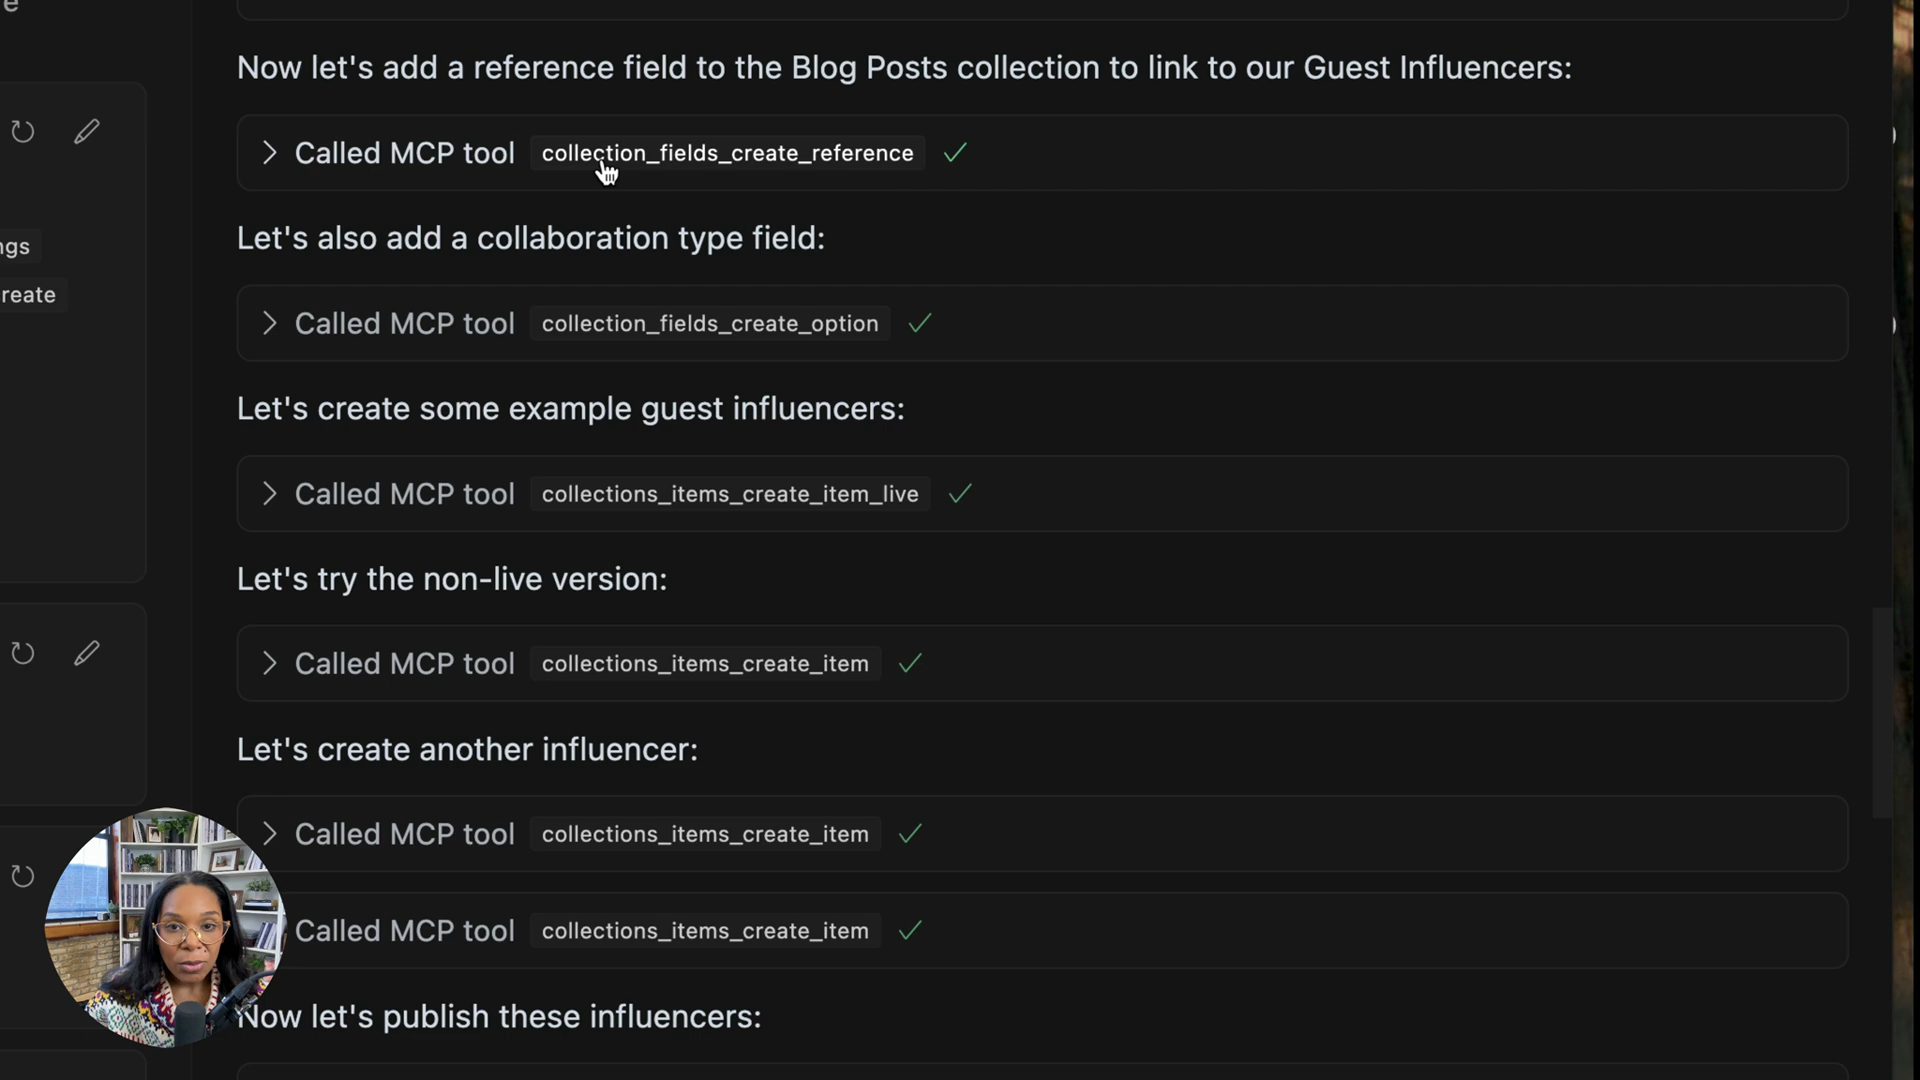 e
Now let's add a reference field to the Blog Posts collection to link to our Guest Influencers:
Called MCP tool collection_fields_create_reference
Let's also add a collaboration type field:
ngs
reate
Called MCP tool collection_fields_create_option
Let's create some example guest influencers:
Called MCP tool collections_items_create_item_live
Let's try the non-live version:
Called MCP tool collections_items_create_item
Let's create another influencer:
Called MCP tool collections_items_create_item
Called MCP tool collections_items_create_item
Now let's publish these influencers: